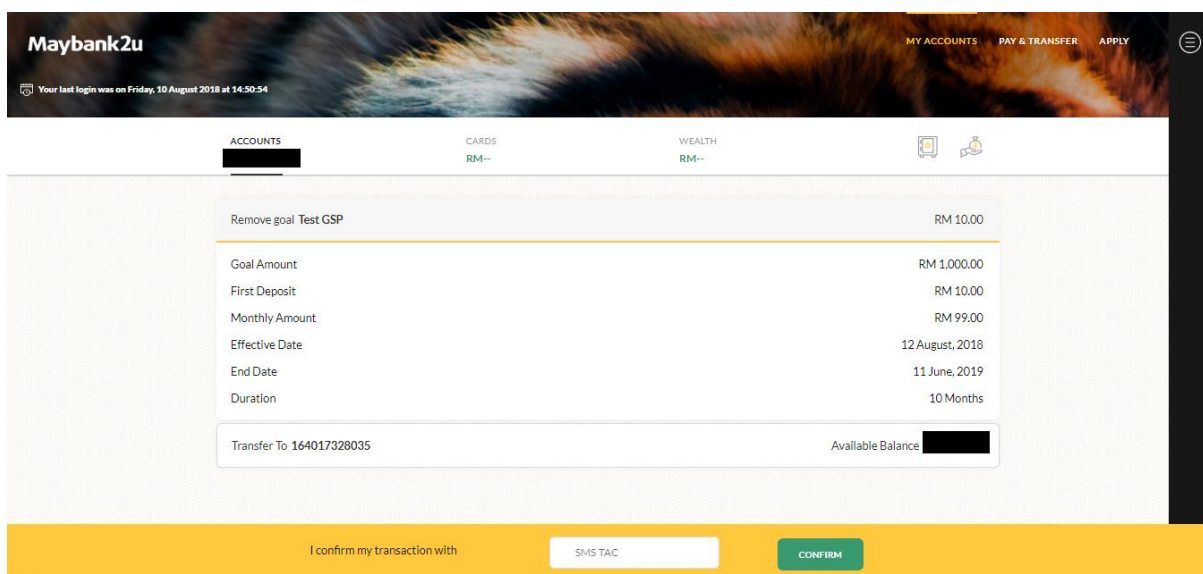 Maybank2u
MY ACCOUNTS PAY & TRANSFER APPLY
Your last login was on Friday, 10 August 2018 at 14:50:54
ACCOUNTS CARDS WEALTH
RM-- RM--
Remove goal Test GSP RM 10.00
Goal Amount RM 1,000.00
First Deposit RM 10.00
Monthly Amount RM 99.00
Effective Date 12 August, 2018
End Date 11 June, 2019
Duration 10 Months
Transfer To 164017328035 Available Balance
I confirm my transaction with SMS TAC CONFIRM